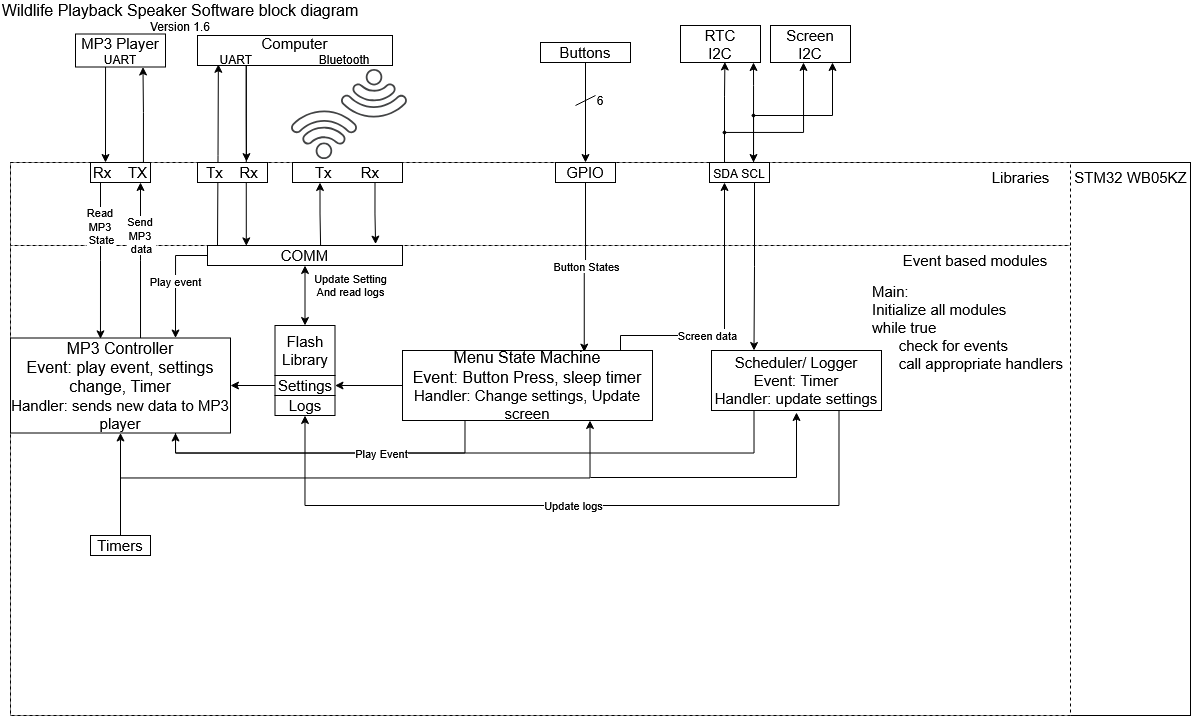 Wildlife Playback Speaker Software block diagram
Version 1.6
MP3 Player
UART
Computer
UART
Bluetooth
Buttons
RTC
I2C
Screen
I2C
6
Rx TX
Tx Rx
Tx Rx
GPIO
SDA SCL
Libraries
STM32 WB05KZ
Read
MP3
State
Send
MP3
data
COMM
Play event
Update Setting
And read logs
Button States
Event based modules
Main:
Initialize all modules
while true
check for events
call appropriate handlers
Screen data
MP3 Controller
Event: play event, settings
change, Timer
Handler: sends new data to MP3
player
Flash
Library
Settings
Logs
Menu State Machine
Event: Button Press, sleep timer
Handler: Change settings, Update
screen
Scheduler/ Logger
Event: Timer
Handler: update settings
Play Event
Update logs
Timers